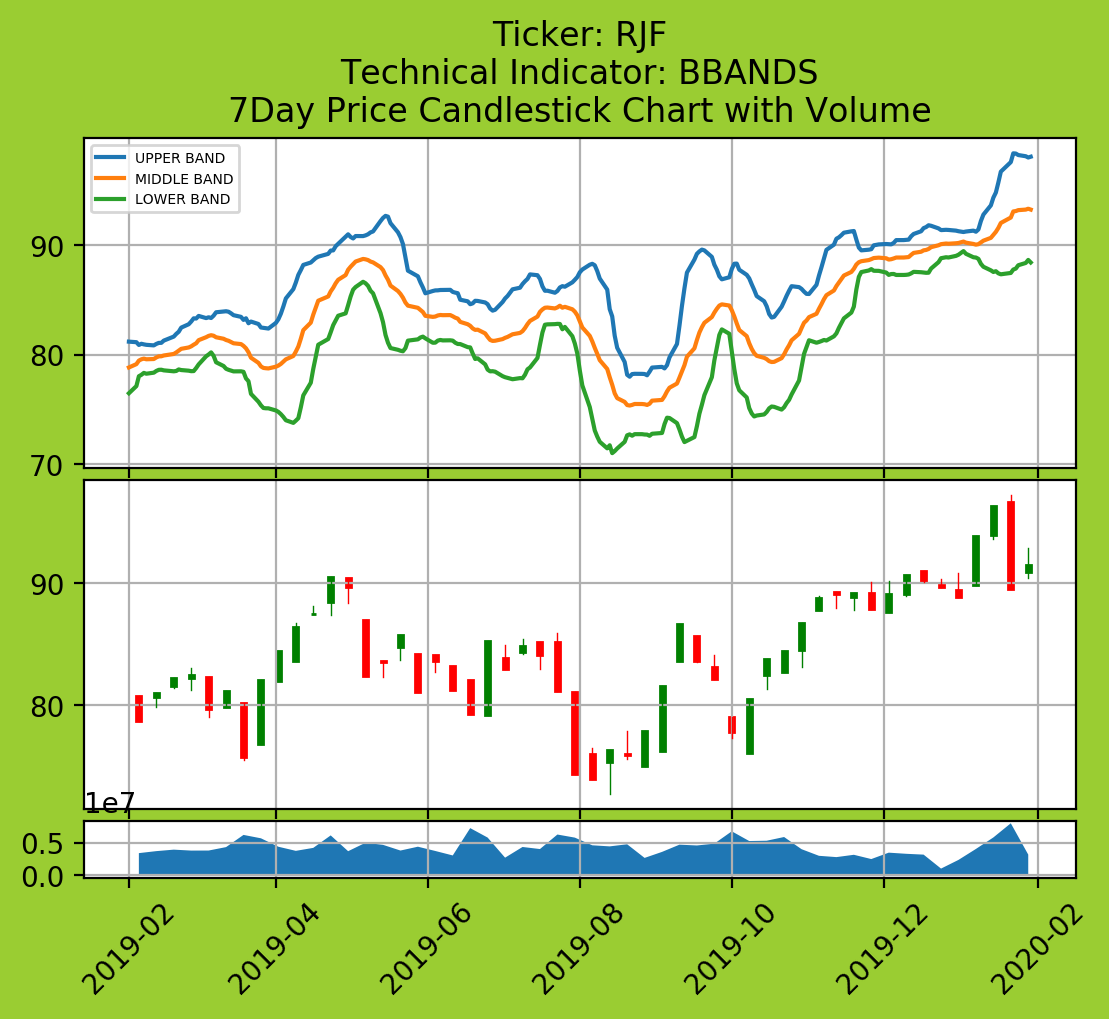 Ticker: RJF
Technical Indicator: BBANDS
7Day Price Candlestick Chart with Volume
UPPER BAND
MIDDLE BAND
LOWER BAND
90
80
70
90
80
1e7
0.5
0.0
2019-02
2019-04
2019-06
2019-08
2019-10
2019-12
2020-02